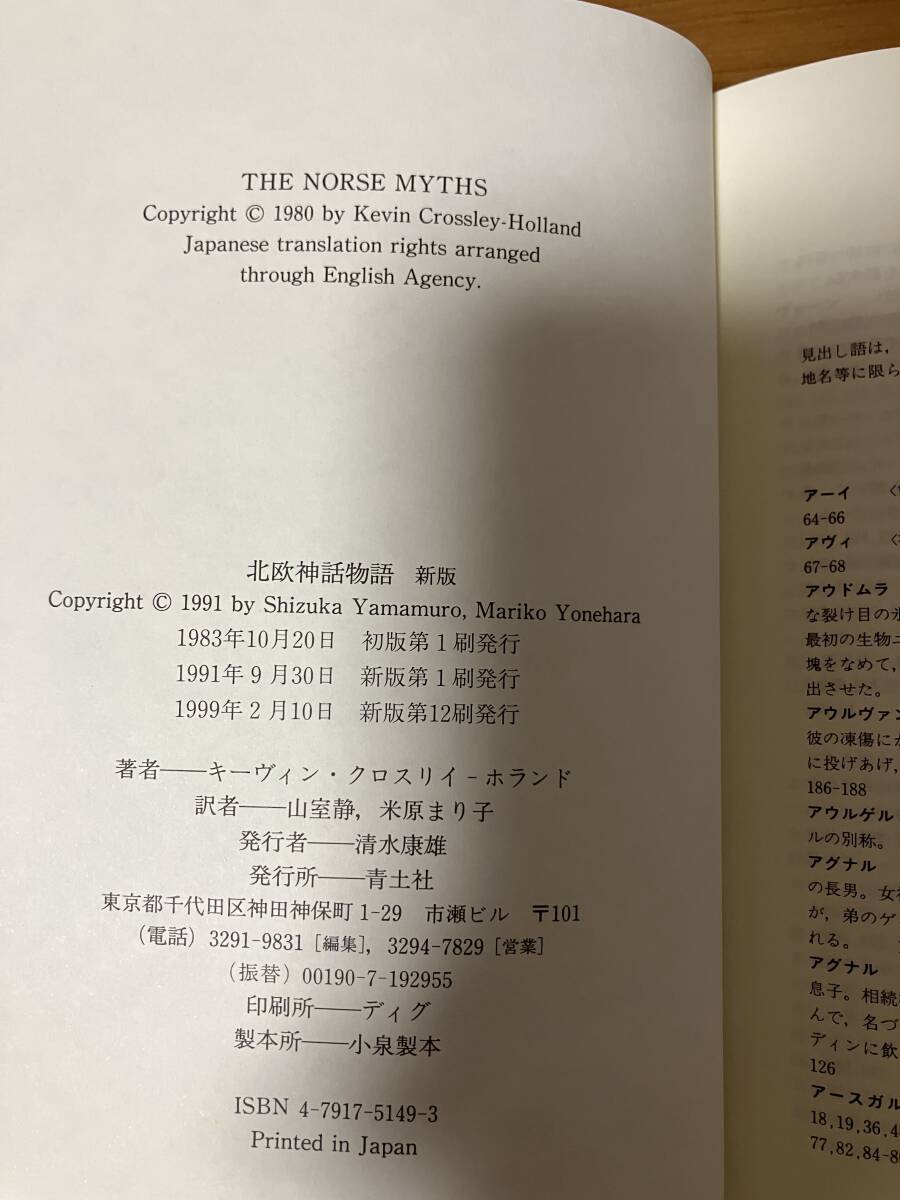 THE NORSE MYTHS
Copyright © 1980 by Kevin Crossley-Holland
Japanese translation rights arranged
through English Agency.
北欧神話物語 新版
Copyright © 1991 by Shizuka Yamamuro, Mariko Yonehara
1983年10月20日 初版第1刷発行
1991年9月30日 新版第1刷発行
1999年2月10日 新版第12刷発行
著者──キーヴィン・クロスリイ-ホランド
訳者──山室静, 米原まり子
発行者──清水康雄
発行所──青土社
東京都千代田区神田神保町1-29 市瀬ビル 〒101
(電話) 3291-9831 [編集], 3294-7829 [営業]
(振替) 00190-7-192955
印刷所──ディグ
製本所──小泉製本
ISBN 4-7917-5149-3
Printed in Japan
見出し語は,
地名等に限ら
アーイ
64-66
アヴィ
67-68
アウドムラ
な裂け目の氷
最初の生物ユ
塊をなめて,
出させた。
アウルヴァン
彼の凍傷にか
に投げあげ,
186-188
アウルゲル
ルの別称。
アグナル
の長男。女神
が, 弟のゲ
れる。
アグナル
息子。相続
んで, 名づ
ディンに飲
126
アースガル
18,19,36,4
77,82,84-8